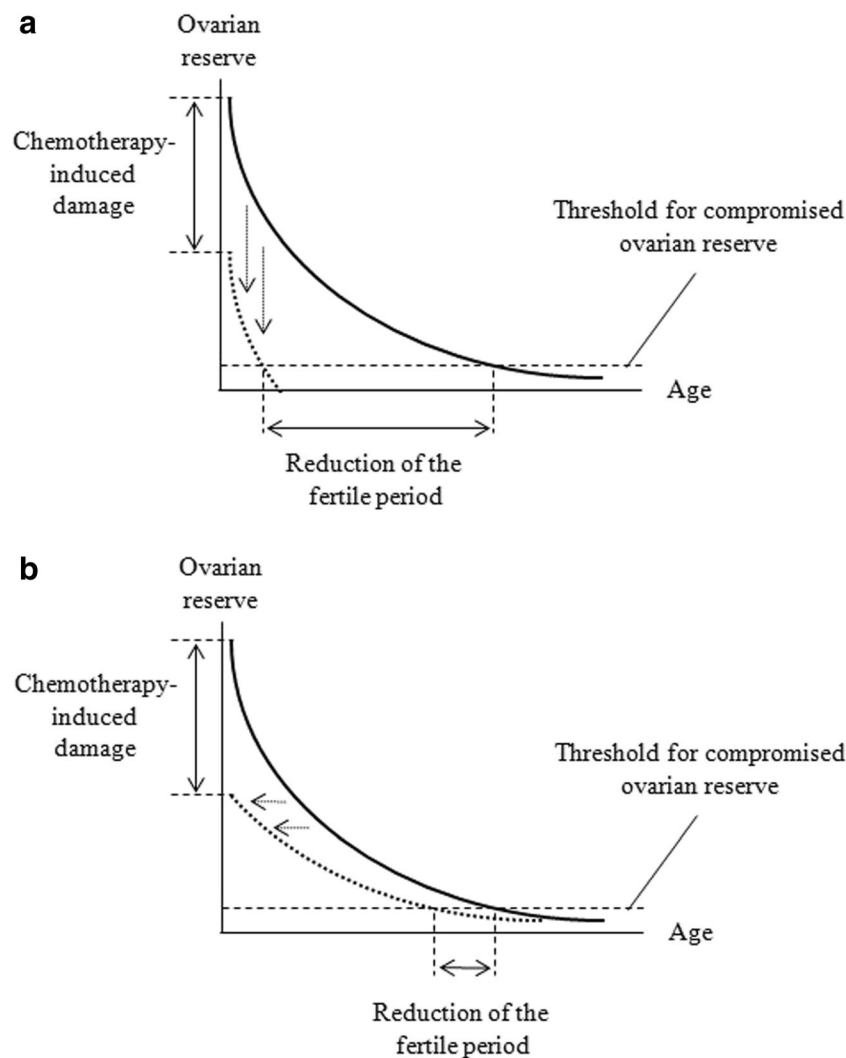 a
Ovarian
reserve
Chemotherapy-
induced
damage
Threshold for compromised
ovarian reserve
Age
Reduction of the
fertile period
b
Ovarian
reserve
Chemotherapy-
induced
damage
Threshold for compromised
ovarian reserve
Age
Reduction of the
fertile period